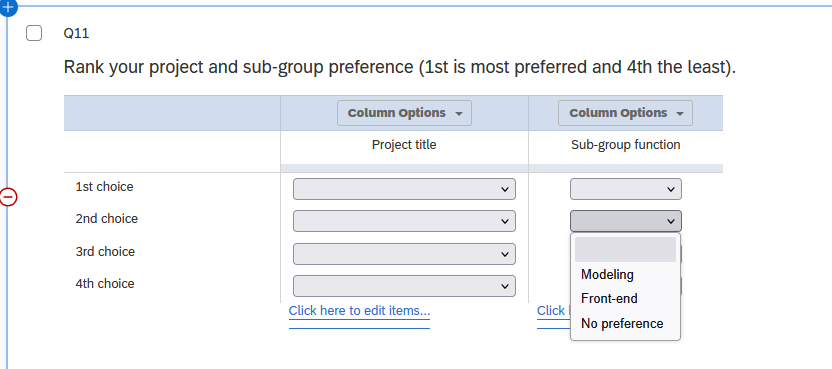 Q11
Rank your project and sub-group preference (1st is most preferred and 4th the least).
Column Options Column Options
Project title Sub-group function
1st choice
2nd choice
3rd choice
Modeling
4th choice
Front-end
Click here to edit items... Click
No preference